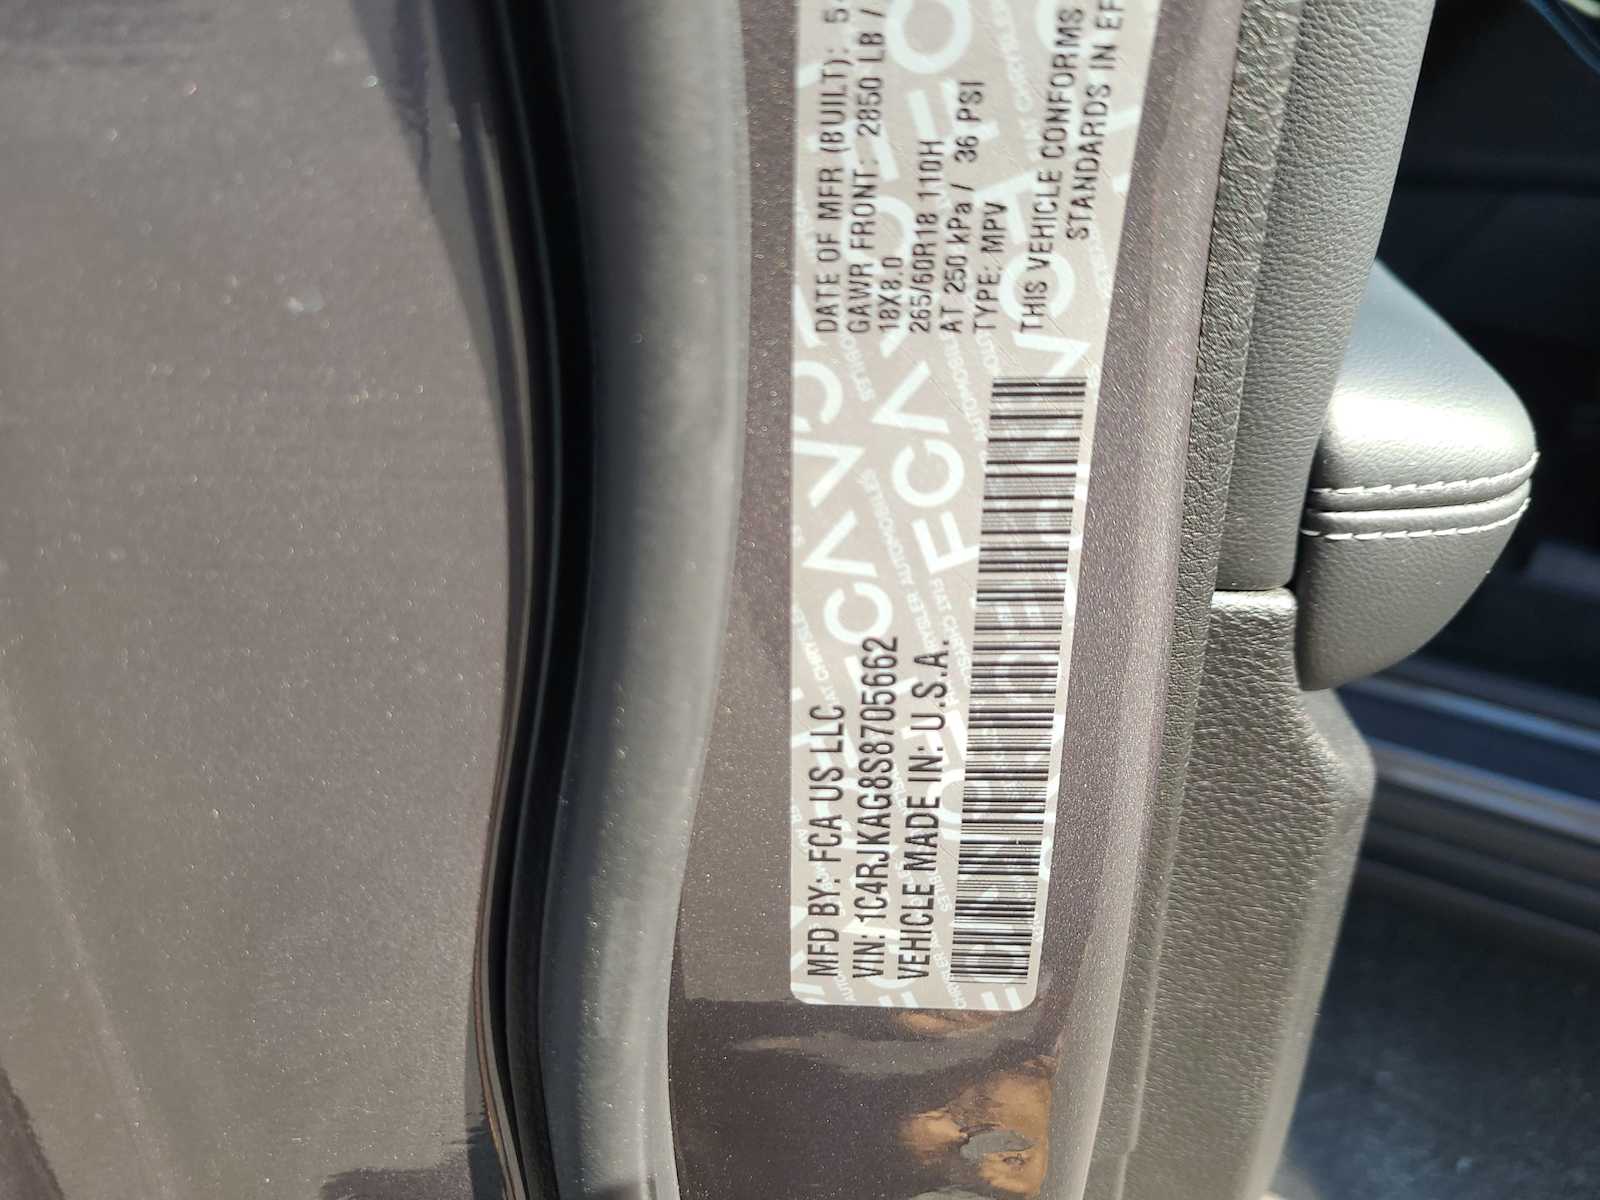 MFD BY: FCA US LLC
VIN: 1C4RJKAG8S8705662
VEHICLE MADE IN: U.S.A.
DATE OF MFR (BUILT):
GAWR FRONT: 2850 LB /
18X8.0
265/60R18 110H
AT 250 kPa / 36 PSI
TYPE: MPV
THIS VEHICLE CONFORMS
STANDARDS IN